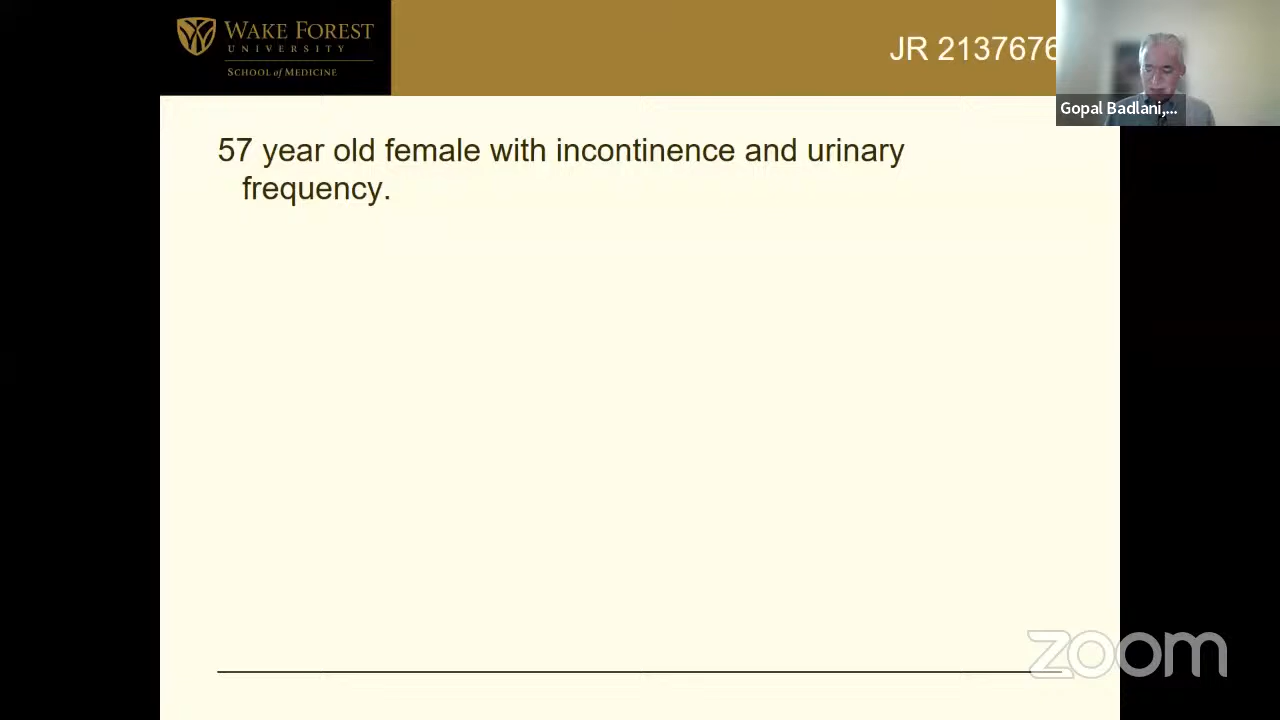 WAKE FOREST
UNIVERSITY
SCHOOL of MEDICINE
JR 2137676
Gopal Badlani,...
57 year old female with incontinence and urinary
frequency.
zoom